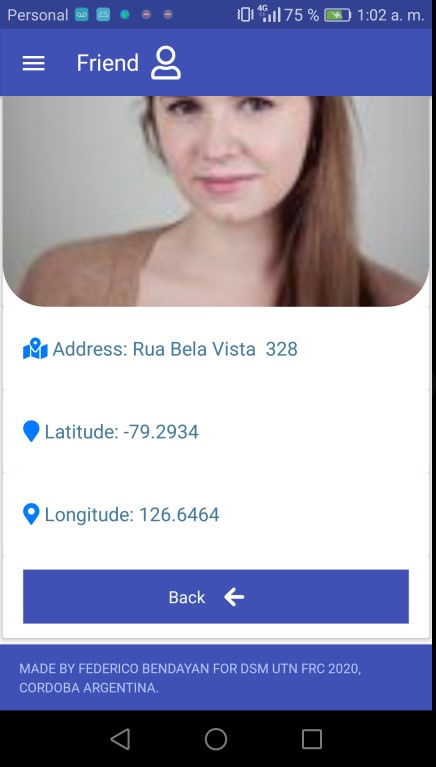 Personal 4G 75 % 1:02 a. m.
Friend
Address: Rua Bela Vista  328
Latitude: -79.2934
Longitude: 126.6464
Back
MADE BY FEDERICO BENDAYAN FOR DSM UTN FRC 2020,
CORDOBA ARGENTINA.